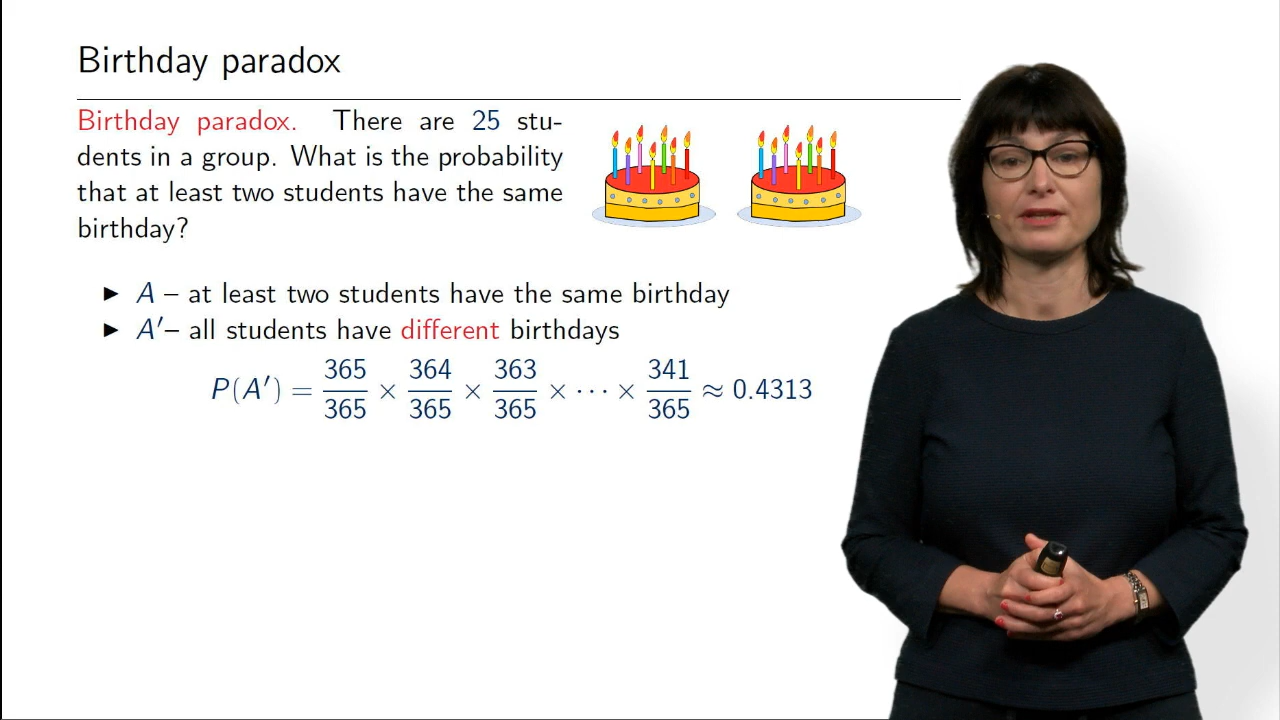 Birthday paradox
Birthday paradox. There are 25 stu-
dents in a group. What is the probability
that at least two students have the same
birthday?
► A – at least two students have the same birthday
► A′– all students have different birthdays
P(A′) = 365/365 × 364/365 × 363/365 × ··· × 341/365 ≈ 0.4313